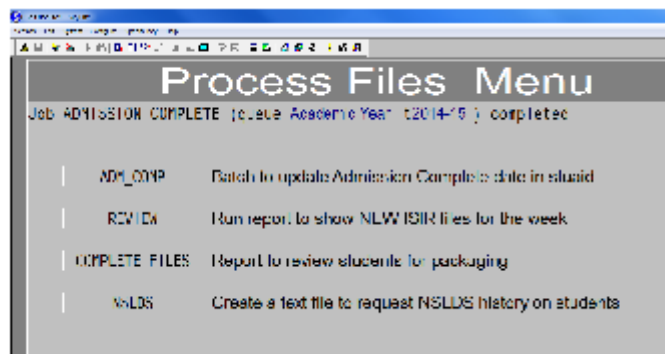 Process Files Menu
Job ADMISSION COMPLETE (queue Academic Year t2014-15 ) completed
ADM_COMP Batch to update Admission Complete date in stuaid
REVIEW Run report to show NEW ISIR files for the week
COMPLETE FILES Report to review students for packaging
NSLDS Create a text file to request NSLDS history on students